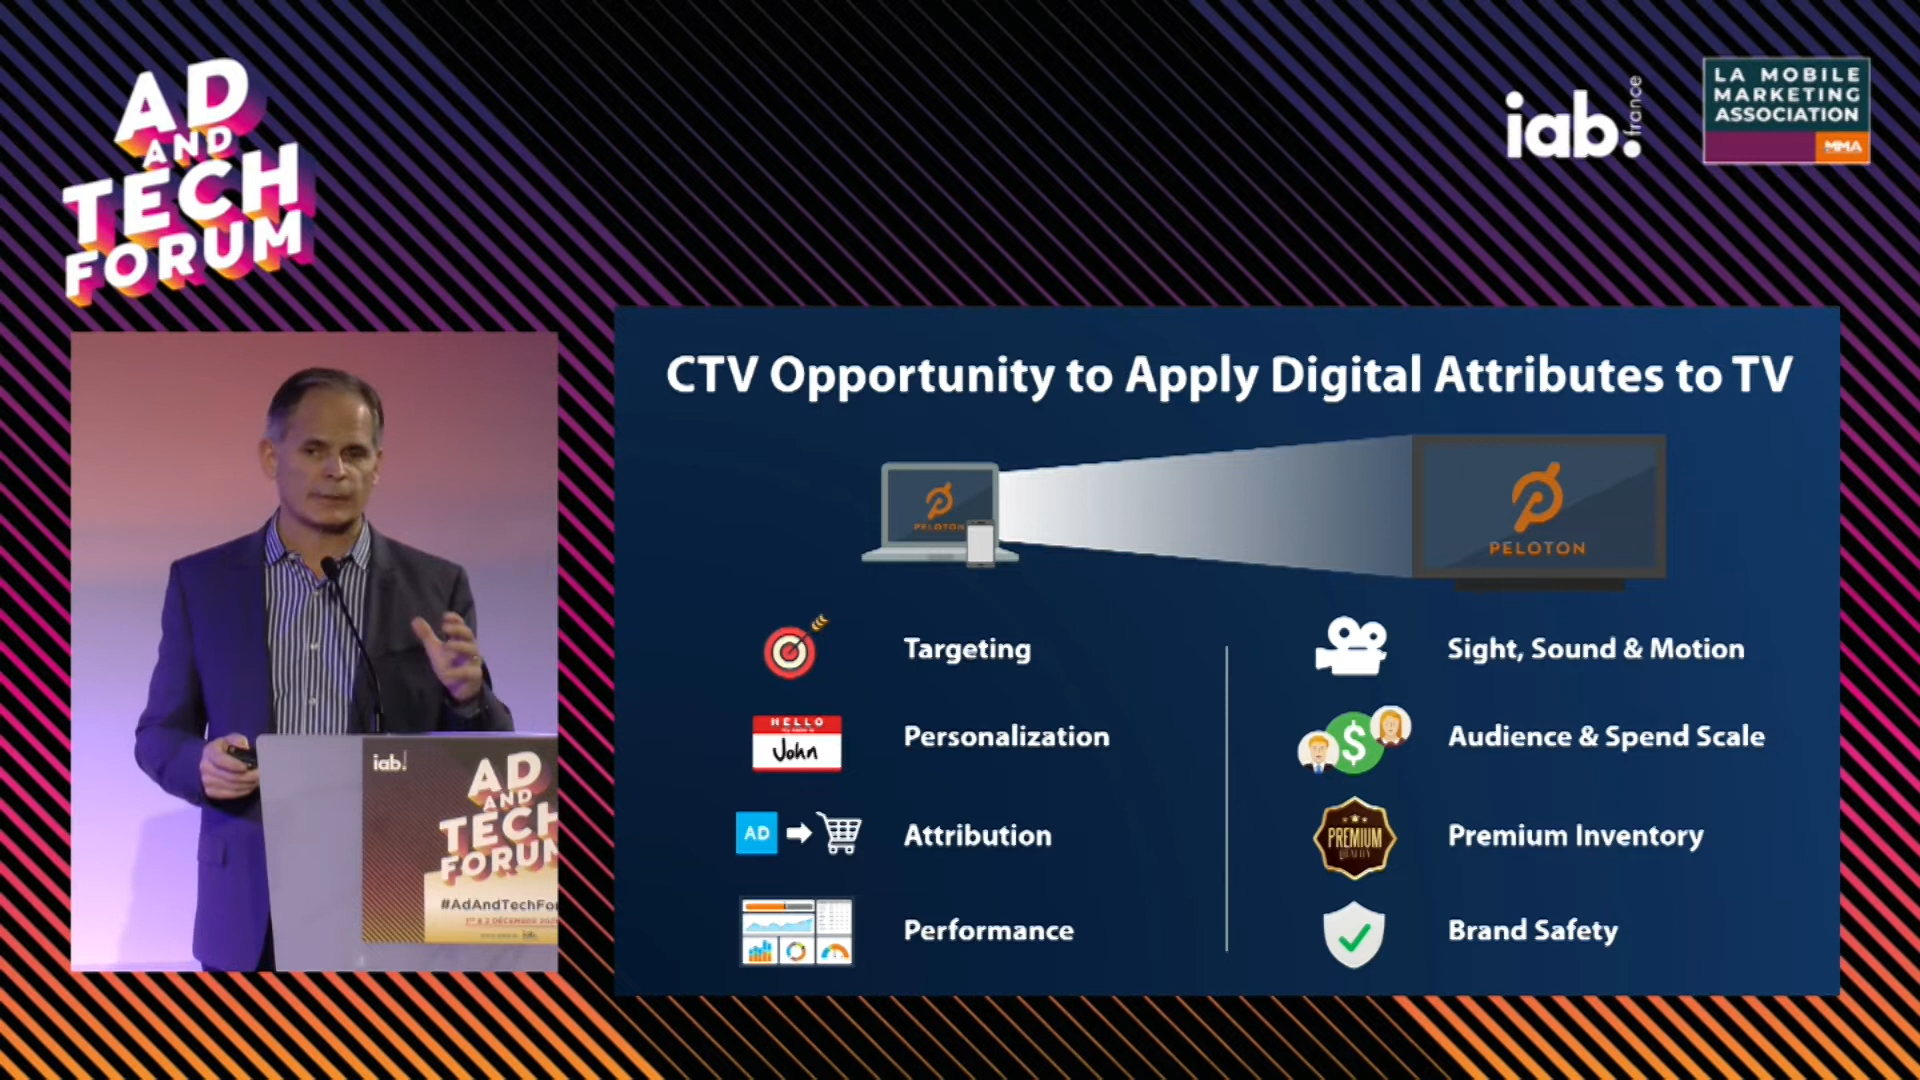 AD
AND
TECH
FORUM
iab.
france
LA MOBILE
MARKETING
ASSOCIATION
MMA
CTV Opportunity to Apply Digital Attributes to TV
PELOTON
PELOTON
Targeting
Sight, Sound & Motion
HELLO
John
Personalization
Audience & Spend Scale
$
AD
Attribution
PREMIUM
QUALITY
Premium Inventory
Performance
Brand Safety
iab.
AD
AND
TECH
FORUM
#AdAndTechFor